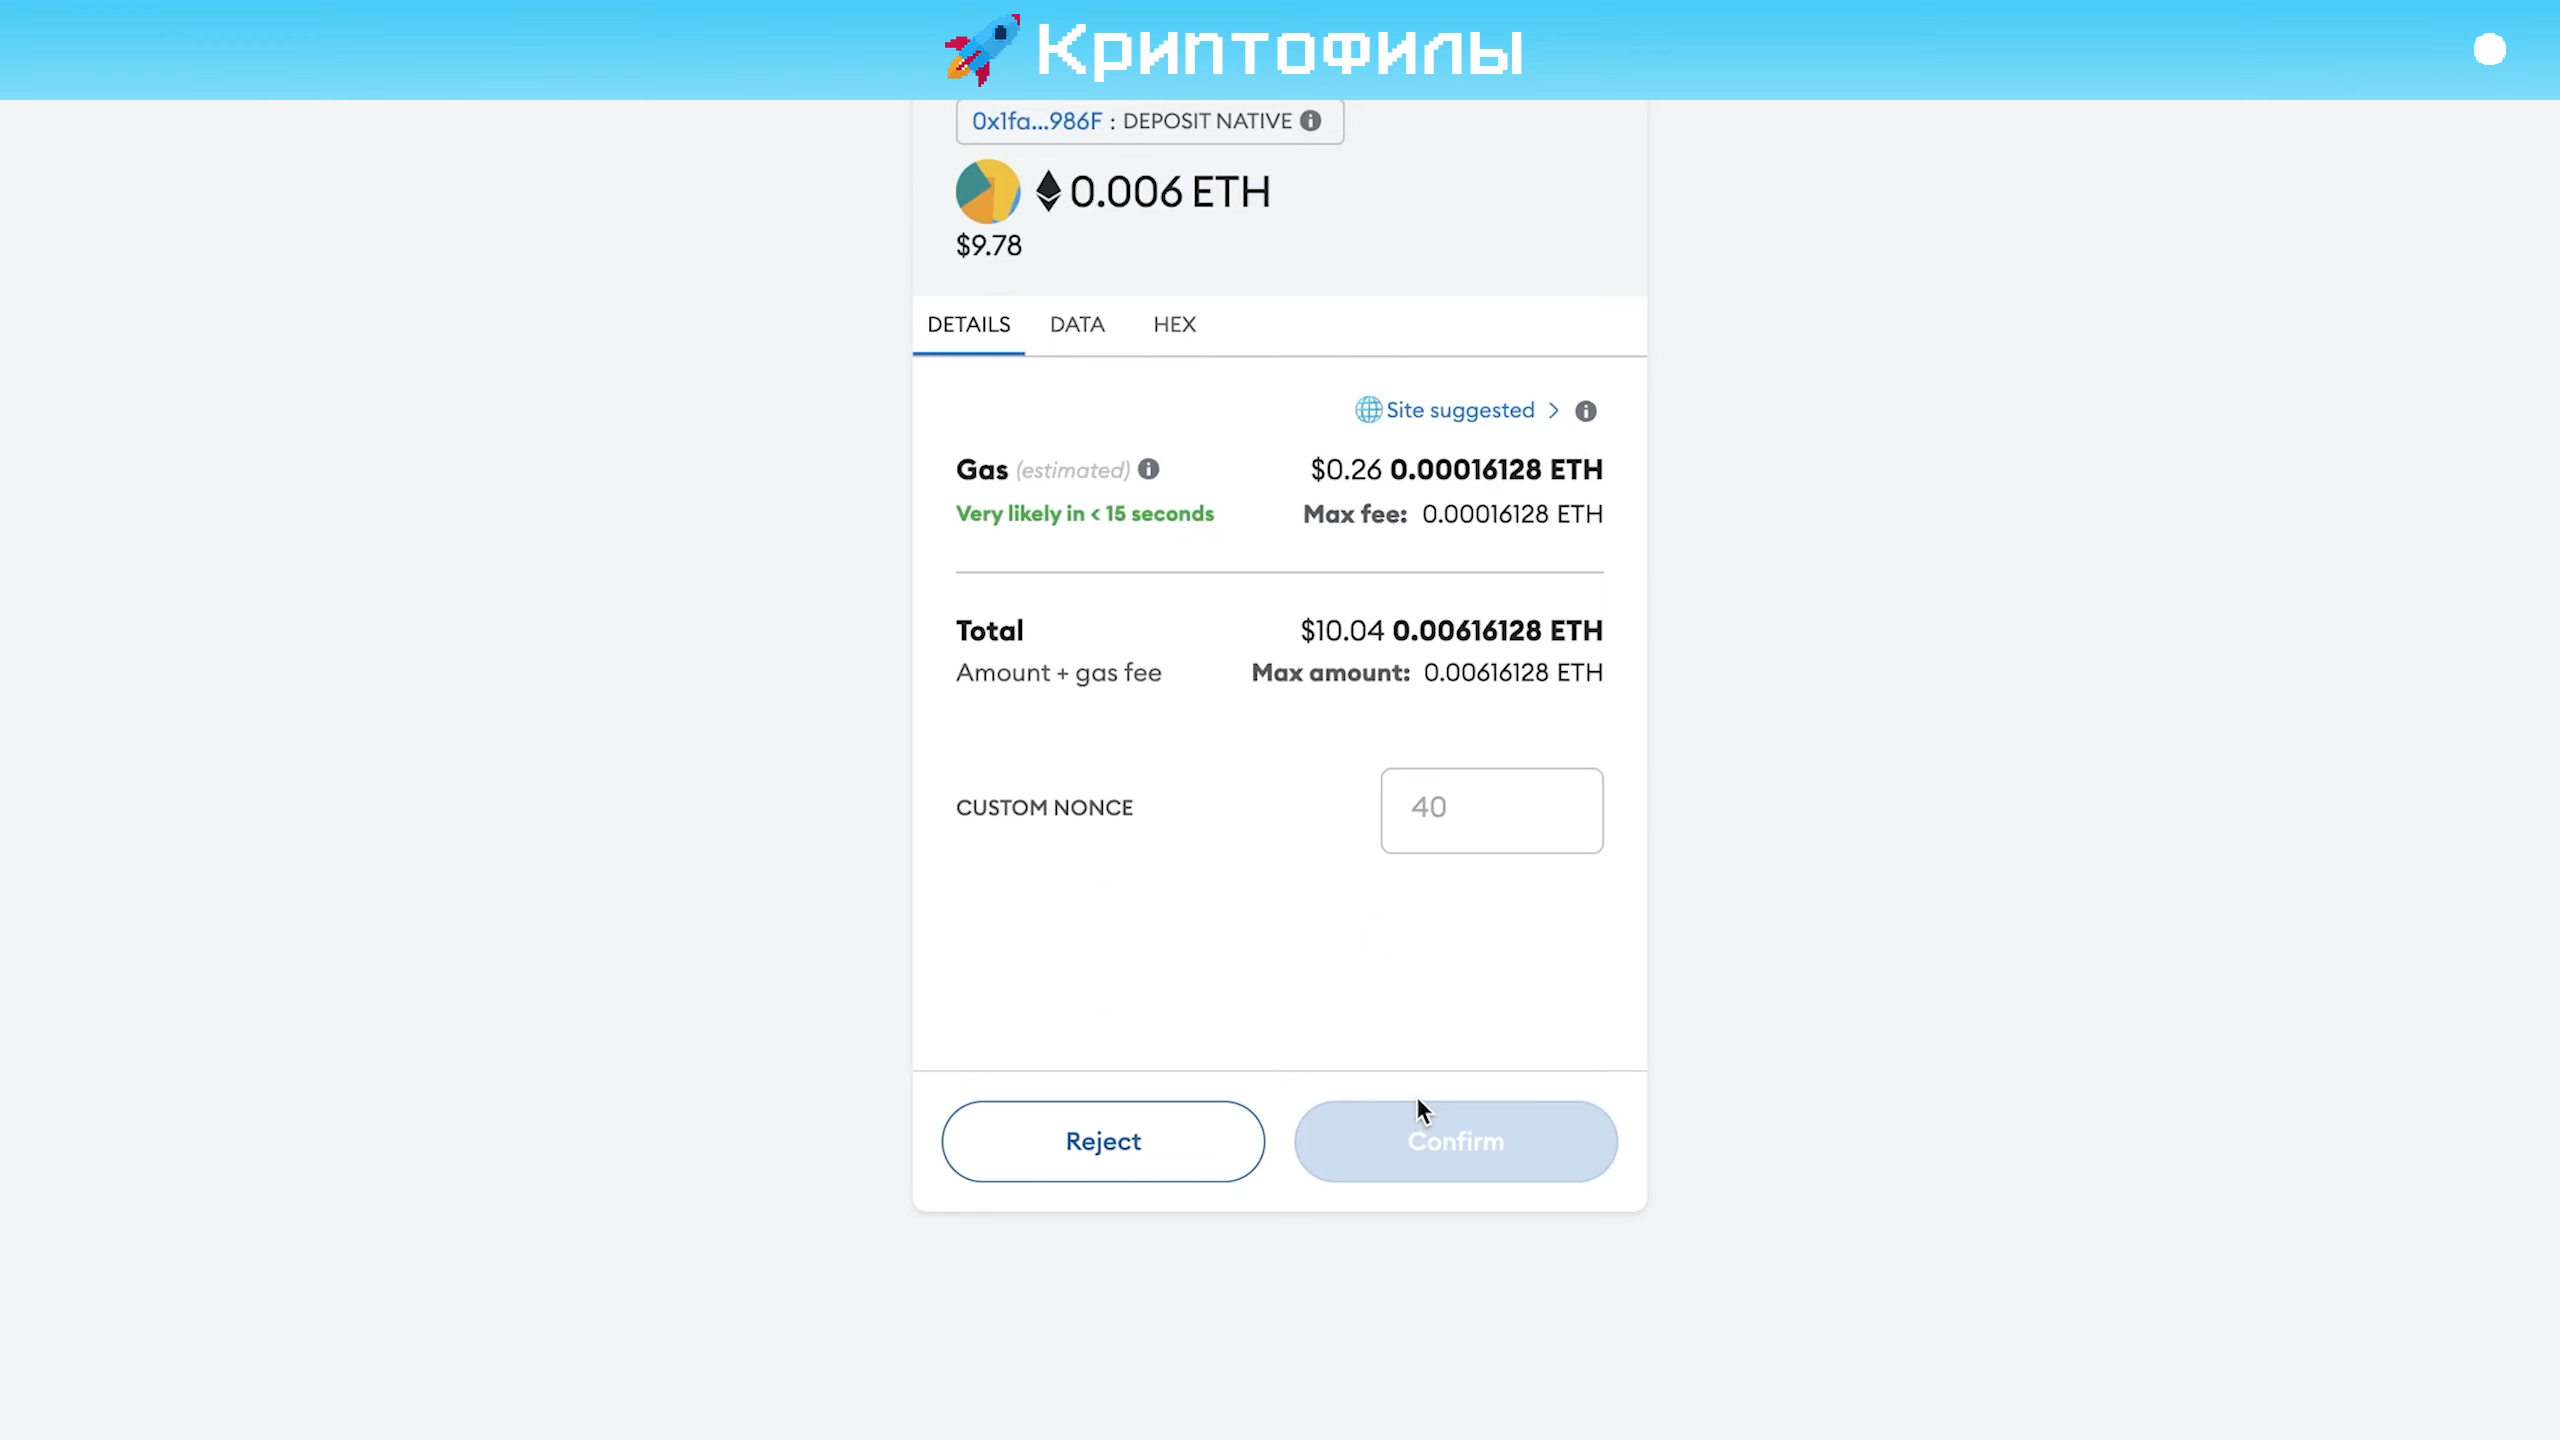 Криптофилы
0x1fa...986F : DEPOSIT NATIVE
0.006 ETH
$9.78
DETAILS DATA HEX
Site suggested >
Gas (estimated) $0.26 0.00016128 ETH
Very likely in < 15 seconds Max fee: 0.00016128 ETH
Total $10.04 0.00616128 ETH
Amount + gas fee Max amount: 0.00616128 ETH
CUSTOM NONCE 40
Reject Confirm